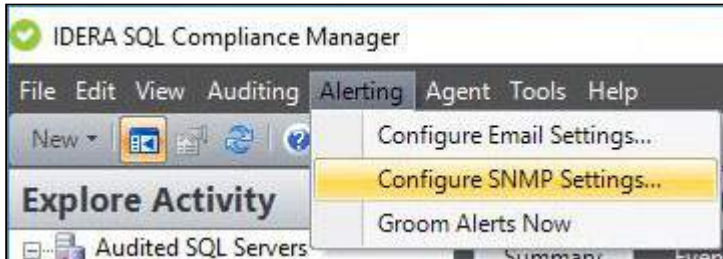 IDERA SQL Compliance Manager
File Edit View Auditing Alerting Agent Tools Help
New
Configure Email Settings...
Configure SNMP Settings...
Explore Activity
Groom Alerts Now
Audited SQL Servers
Summary